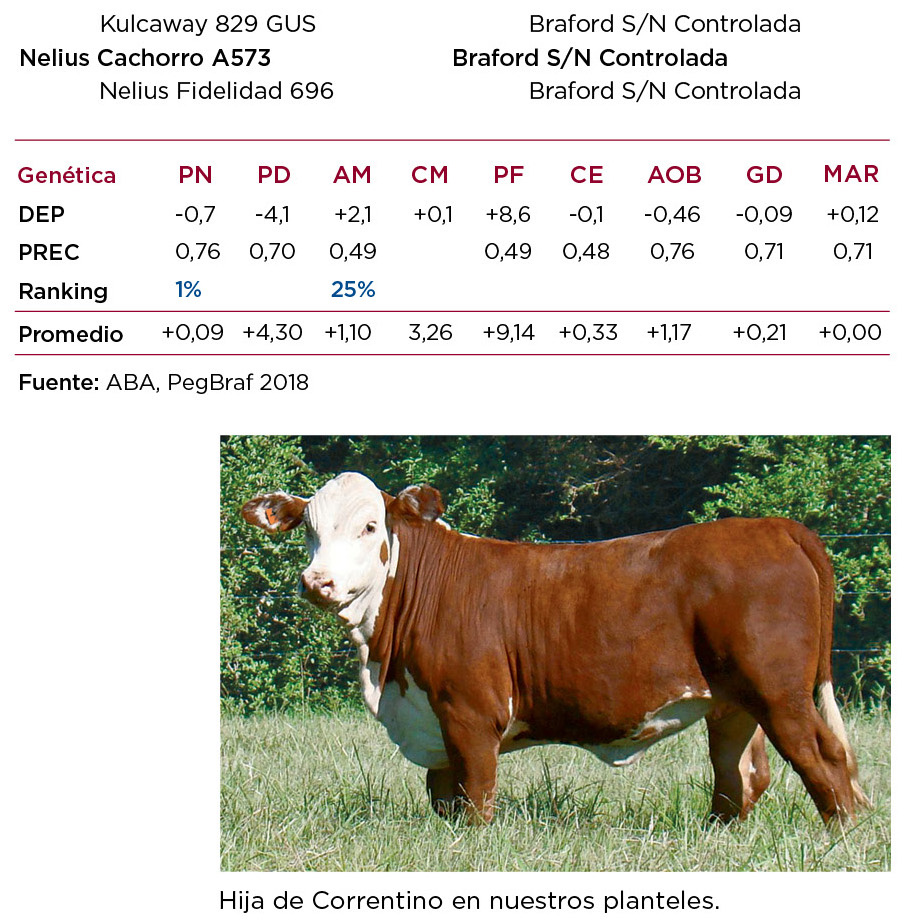 Kulcaway 829 GUS Braford S/N Controlada
Nelius Cachorro A573 Braford S/N Controlada
Nelius Fidelidad 696 Braford S/N Controlada
Genética PN PD AM CM PF CE AOB GD MAR
DEP -0,7 -4,1 +2,1 +0,1 +8,6 -0,1 -0,46 -0,09 +0,12
PREC 0,76 0,70 0,49 0,49 0,48 0,76 0,71 0,71
Ranking 1% 25%
Promedio +0,09 +4,30 +1,10 3,26 +9,14 +0,33 +1,17 +0,21 +0,00
Fuente: ABA, PegBraf 2018
Hija de Correntino en nuestros planteles.